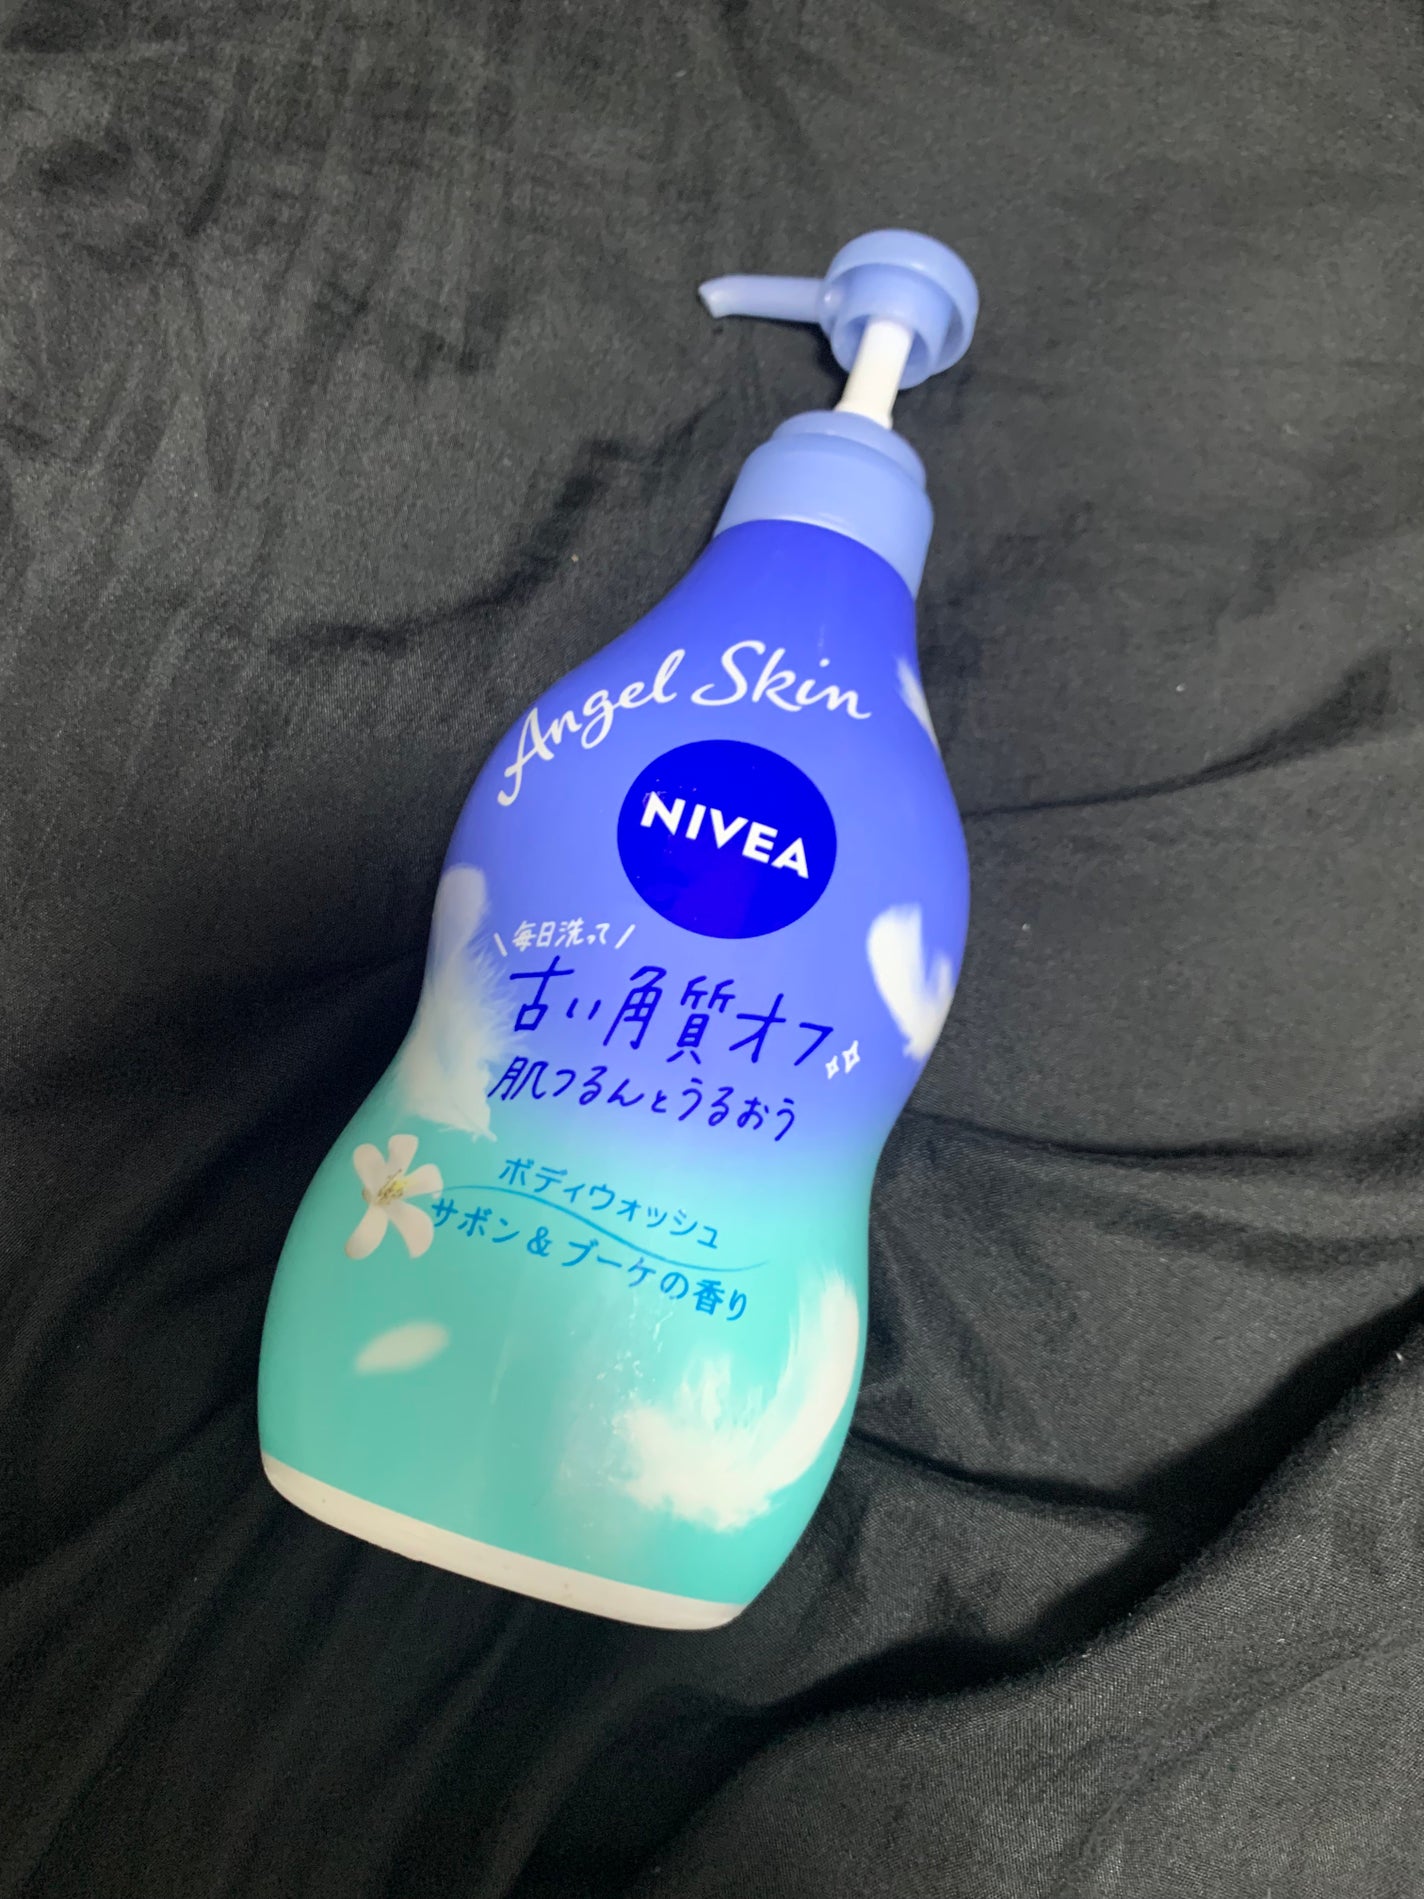 Angel Skin
NIVEA
\ 毎日洗って /
古い角質オフ
肌つるんとうるおう
ボディウォッシュ
サボン&ブーケの香り